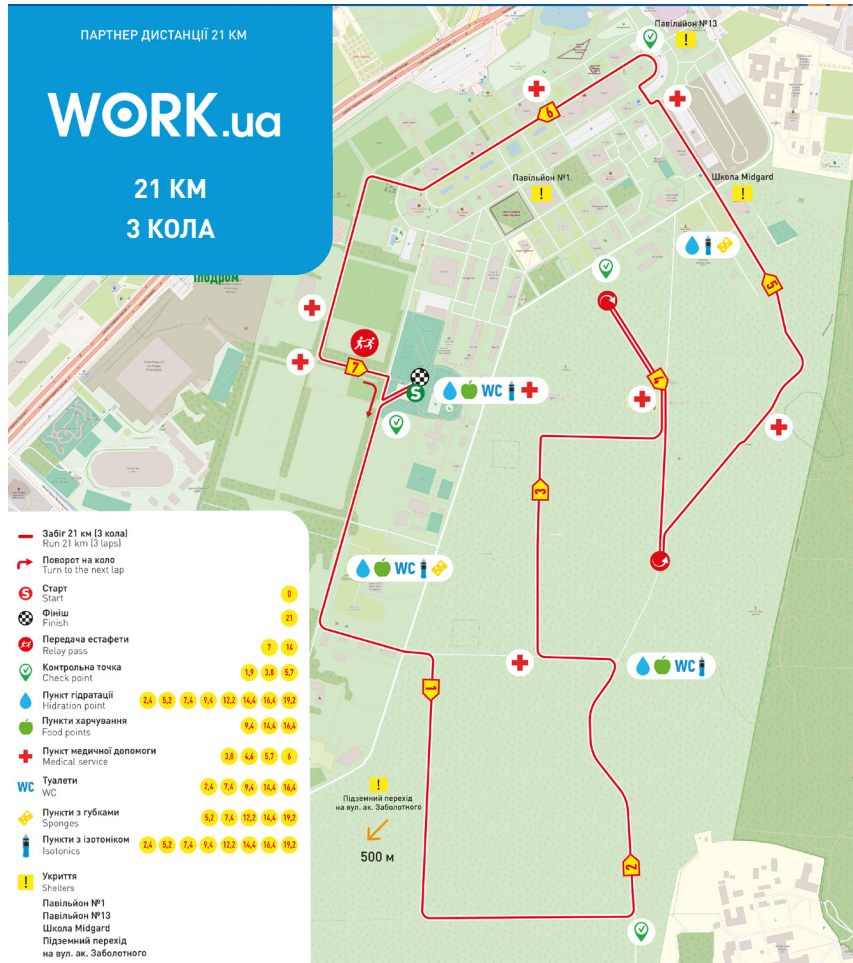 ПАРТНЕР ДИСТАНЦІЇ 21 КМ
WORK.ua
21 КМ
3 КОЛА
Павільйон №13
!
6
Павільйон №1
!
Школа Midgard
!
5
4
7
S
WC
3
WC
WC
1
2
!
Підземний перехід
на вул. ак. Заболотного
500 м
Забіг 21 км (3 кола)
Run 21 km (3 laps)
Поворот на коло
Turn to the next lap
S Старт 0
Start
Фініш 21
Finish
Передача естафети 7 14
Relay pass
Контрольна точка 1,9 3,8 5,7
Check point
Пункт гідратації 2,4 5,2 7,4 9,4 12,2 14,4 16,4 19,2
Hidration point
Пункти харчування 9,4 14,4 16,4
Food points
Пункт медичної допомоги 3,8 4,6 5,7 6
Medical service
WC Туалети 2,4 7,4 9,4 14,4 16,4
WC
Пункти з губками 5,2 7,4 12,2 14,4 19,2
Sponges
Пункти з ізотоніком 2,4 5,2 7,4 9,4 12,2 14,4 16,4 19,2
Isotonics
! Укриття
Shelters
Павільйон №1
Павільйон №13
Школа Midgard
Підземний перехід
на вул. ак. Заболотного